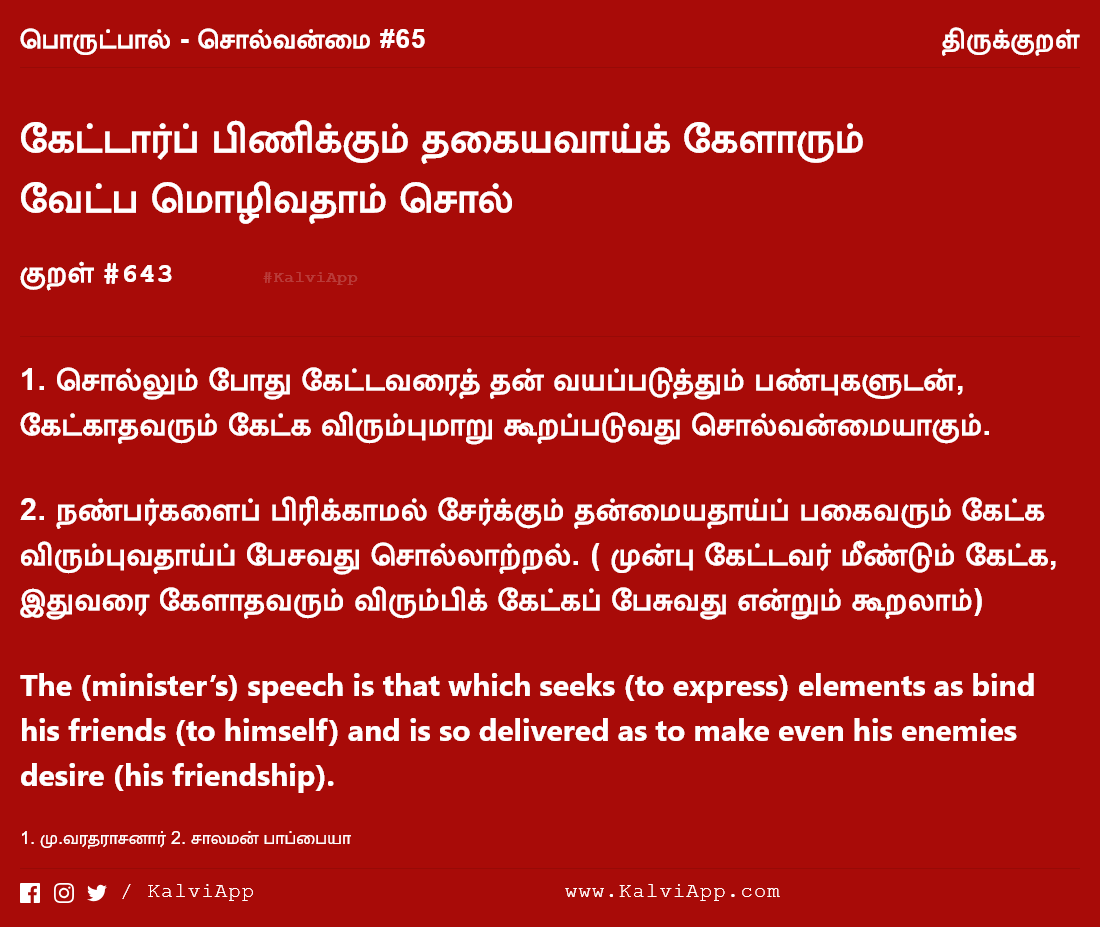 பொருட்பால் - சொல்வன்மை #65
திருக்குறள்
கேட்டார்ப் பிணிக்கும் தகையவாய்க் கேளாரும்
வேட்ப மொழிவதாம் சொல்
குறள் #643
#KalviApp
1. சொல்லும் போது கேட்டவரைத் தன் வயப்படுத்தும் பண்புகளுடன்,
கேட்காதவரும் கேட்க விரும்புமாறு கூறப்படுவது சொல்வன்மையாகும்.
2. நண்பர்களைப் பிரிக்காமல் சேர்க்கும் தன்மையதாய்ப் பகைவரும் கேட்க
விரும்புவதாய்ப் பேசவது சொல்லாற்றல். ( முன்பு கேட்டவர் மீண்டும் கேட்க,
இதுவரை கேளாதவரும் விரும்பிக் கேட்கப் பேசுவது என்றும் கூறலாம்)
The (minister’s) speech is that which seeks (to express) elements as bind
his friends (to himself) and is so delivered as to make even his enemies
desire (his friendship).
1. மு.வரதராசனார் 2. சாலமன் பாப்பையா
/ KalviApp
www.KalviApp.com